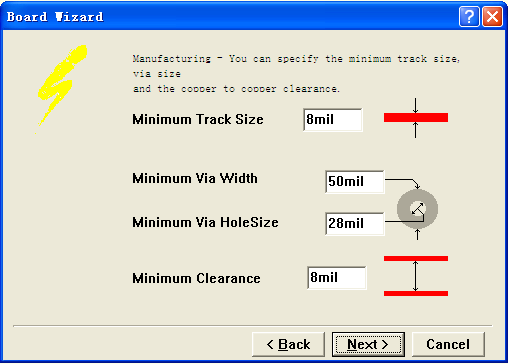 Board Wizard
Manufacturing - You can specify the minimum track size,
via size
and the copper to copper clearance.
Minimum Track Size 8mil
Minimum Via Width 50mil
Minimum Via HoleSize 28mil
Minimum Clearance 8mil
< Back Next > Cancel